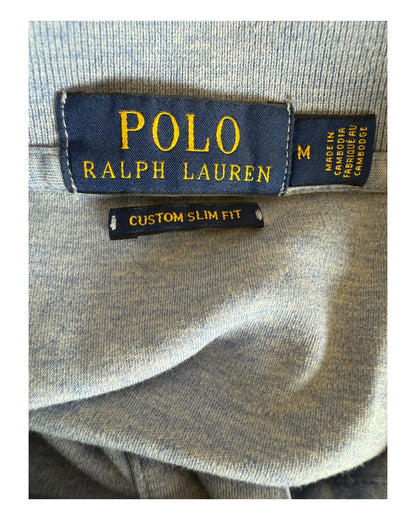 POLO
RALPH LAUREN
M
MADE IN
CAMBODIA
FABRIQUÉ AU
CAMBODGE
CUSTOM SLIM FIT